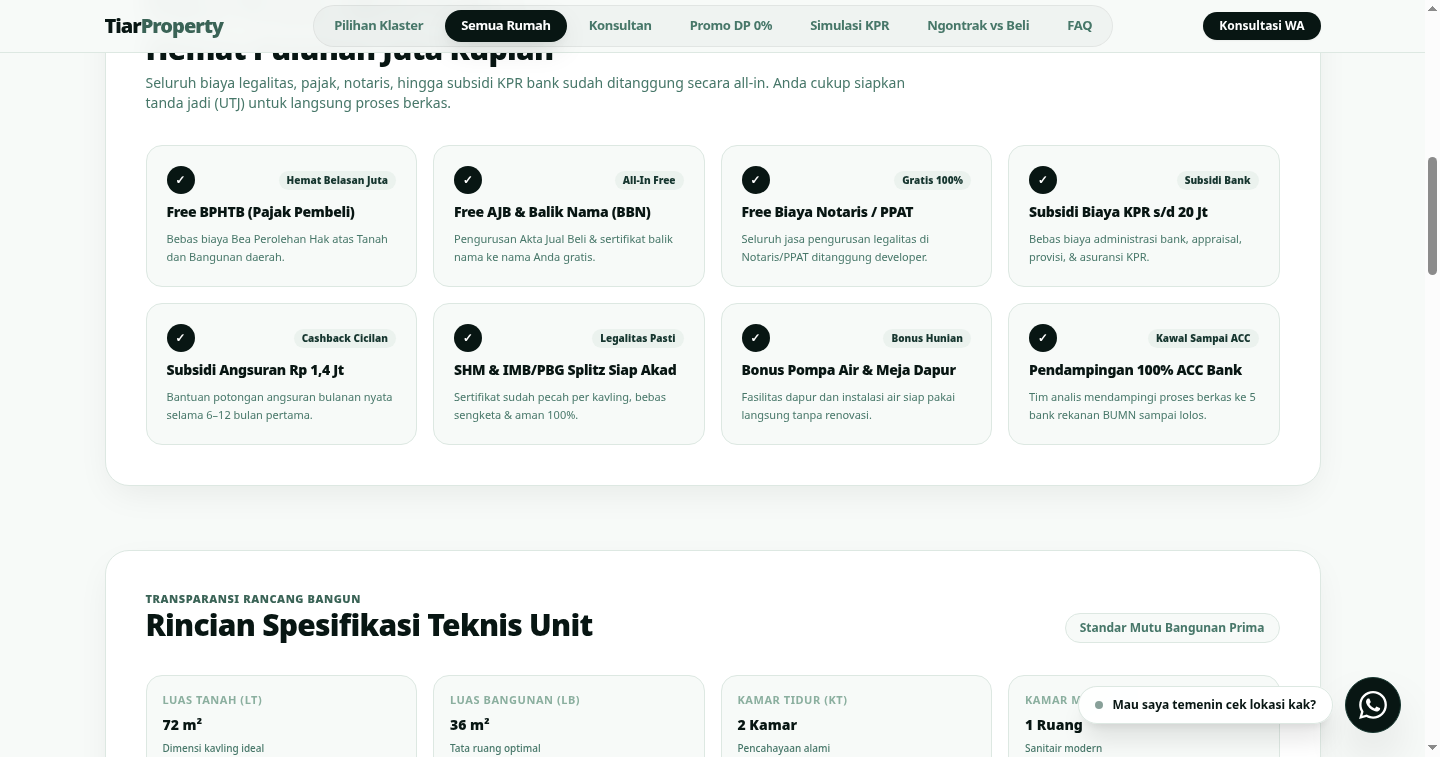 TiarProperty
Pilihan Klaster
Semua Rumah
Konsultan
Promo DP 0%
Simulasi KPR
Ngontrak vs Beli
FAQ
Konsultasi WA
Hemat Puluhan Juta Rupiah
Seluruh biaya legalitas, pajak, notaris, hingga subsidi KPR bank sudah ditanggung secara all-in. Anda cukup siapkan
tanda jadi (UTJ) untuk langsung proses berkas.
✓
Hemat Belasan Juta
Free BPHTB (Pajak Pembeli)
Bebas biaya Bea Perolehan Hak atas Tanah
dan Bangunan daerah.
✓
All-In Free
Free AJB & Balik Nama (BBN)
Pengurusan Akta Jual Beli & sertifikat balik
nama ke nama Anda gratis.
✓
Gratis 100%
Free Biaya Notaris / PPAT
Seluruh jasa pengurusan legalitas di
Notaris/PPAT ditanggung developer.
✓
Subsidi Bank
Subsidi Biaya KPR s/d 20 Jt
Bebas biaya administrasi bank, appraisal,
provisi, & asuransi KPR.
✓
Cashback Cicilan
Subsidi Angsuran Rp 1,4 Jt
Bantuan potongan angsuran bulanan nyata
selama 6–12 bulan pertama.
✓
Legalitas Pasti
SHM & IMB/PBG Splitz Siap Akad
Sertifikat sudah pecah per kavling, bebas
sengketa & aman 100%.
✓
Bonus Hunian
Bonus Pompa Air & Meja Dapur
Fasilitas dapur dan instalasi air siap pakai
langsung tanpa renovasi.
✓
Kawal Sampai ACC
Pendampingan 100% ACC Bank
Tim analis mendampingi proses berkas ke 5
bank rekanan BUMN sampai lolos.
TRANSPARANSI RANCANG BANGUN
Rincian Spesifikasi Teknis Unit
Standar Mutu Bangunan Prima
LUAS TANAH (LT)
72 m²
Dimensi kavling ideal
LUAS BANGUNAN (LB)
36 m²
Tata ruang optimal
KAMAR TIDUR (KT)
2 Kamar
Pencahayaan alami
KAMAR
1 Ruang
Sanitair modern
Mau saya temenin cek lokasi kak?